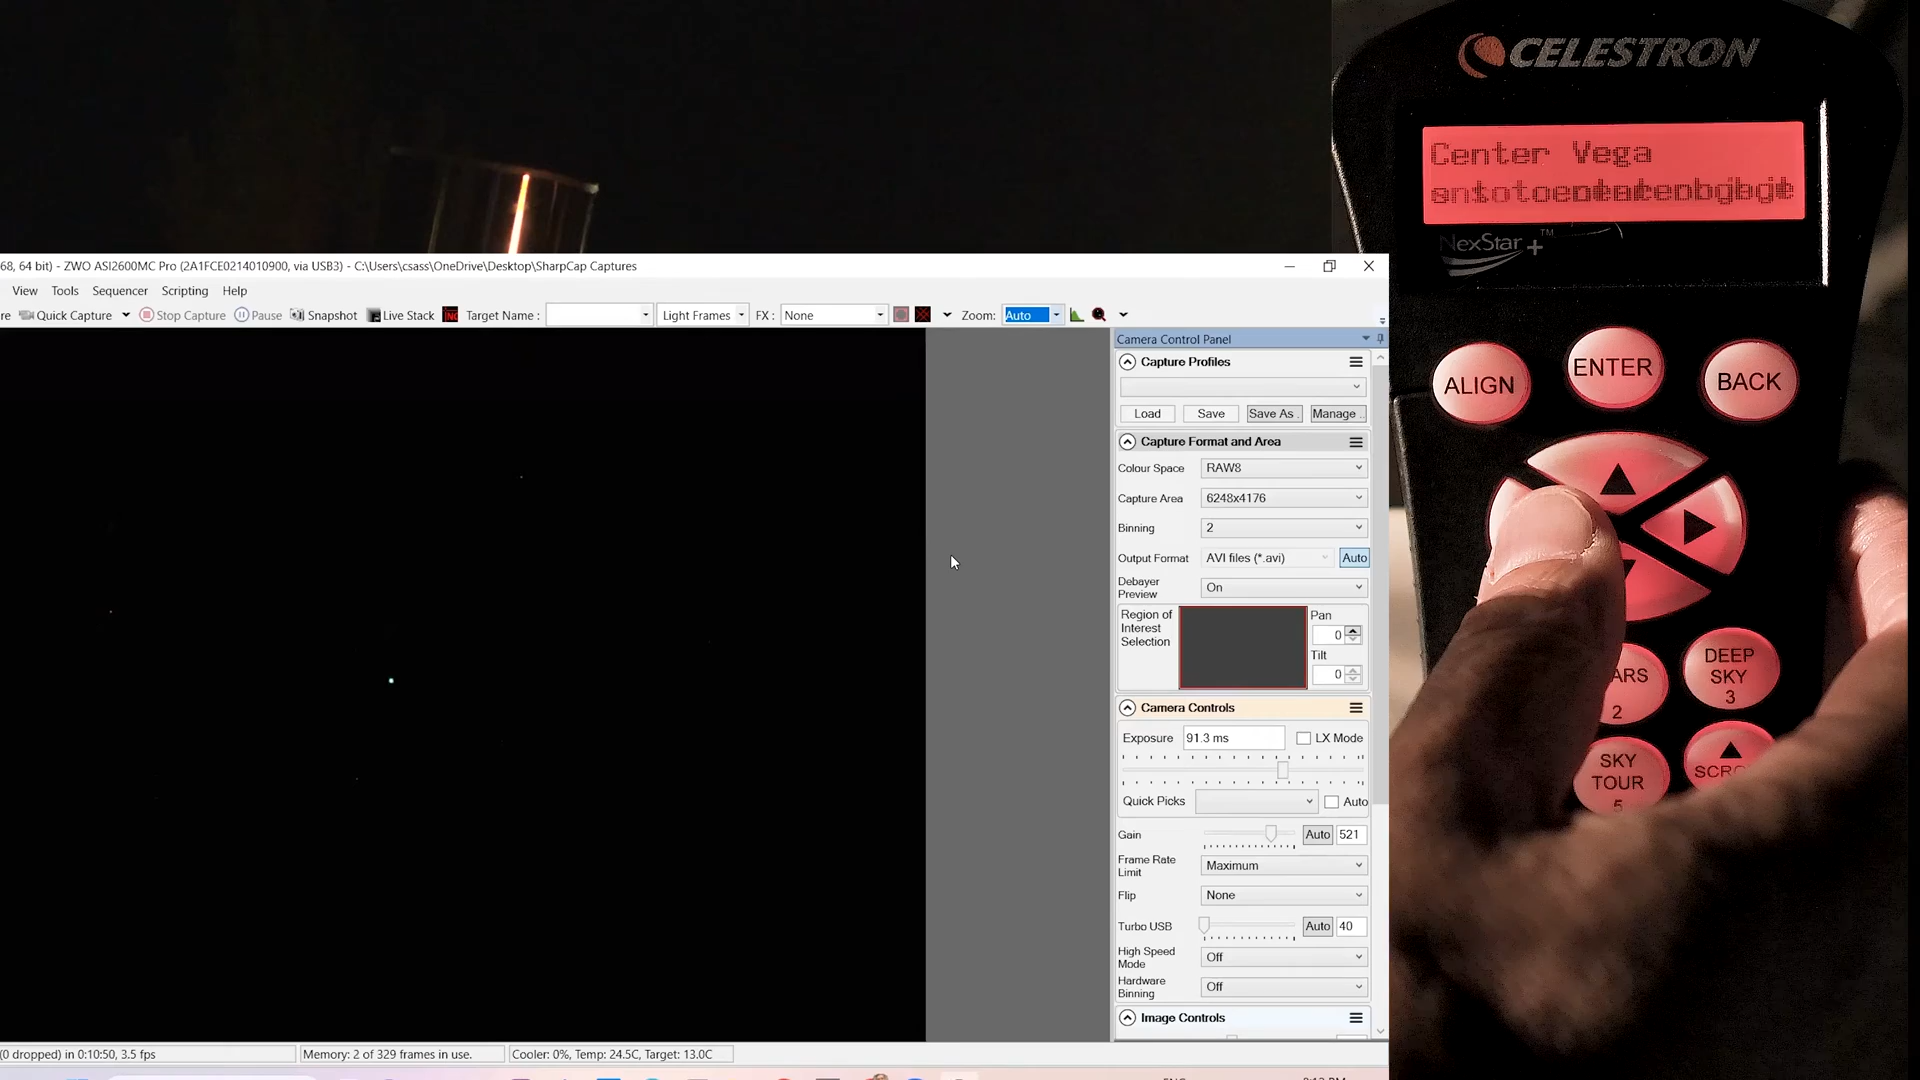 CELESTRON
Center Vega
NexStar +™
68, 64 bit) - ZWO ASI2600MC Pro (2A1FCE0214010900, via USB3) - C:\Users\csass\OneDrive\Desktop\SharpCap Captures
View Tools Sequencer Scripting Help
re Quick Capture Stop Capture Pause Snapshot Live Stack Target Name : Light Frames FX : None Zoom: Auto
Camera Control Panel
Capture Profiles
Load Save Save As . Manage ..
Capture Format and Area
Colour Space RAW8
Capture Area 6248x4176
Binning 2
Output Format AVI files (*.avi) Auto
Debayer
Preview
On
Region of
Interest
Selection
Pan
0
Tilt
0
Camera Controls
Exposure 91.3 ms LX Mode
Quick Picks Auto
Gain Auto 521
Frame Rate
Limit
Maximum
Flip None
Turbo USB Auto 40
High Speed
Mode
Off
Hardware
Binning
Off
Image Controls
(0 dropped) in 0:10:50, 3.5 fps Memory: 2 of 329 frames in use. Cooler: 0%, Temp: 24.5C, Target: 13.0C
ALIGN
ENTER
BACK
ARS
2
DEEP
SKY
3
SKY
TOUR
5
SCRO